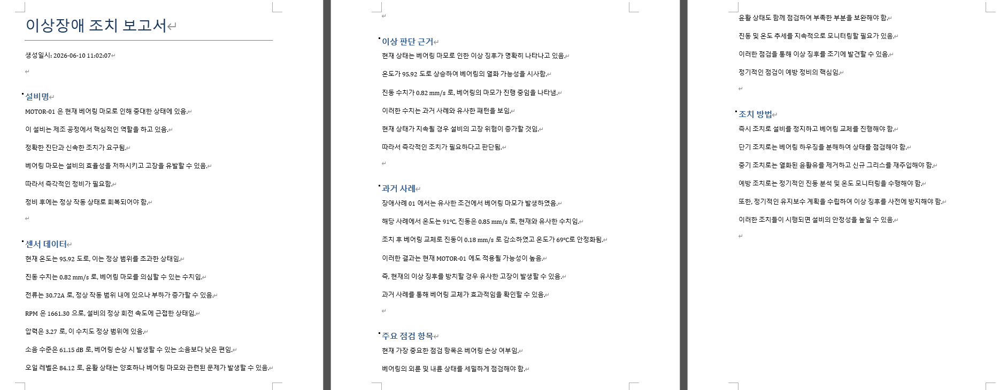 이상장애 조치 보고서
생성일시: 2026-06-10 11:02:07
설비명
MOTOR-01 은 현재 베어링 마모로 인해 중대한 상태에 있음.
이 설비는 제조 공정에서 핵심적인 역할을 하고 있음.
정확한 진단과 신속한 조치가 요구됨.
베어링 마모는 설비의 효율성을 저하시키고 고장을 유발할 수 있음.
따라서 즉각적인 정비가 필요함.
정비 후에는 정상 작동 상태로 회복되어야 함.
센서 데이터
현재 온도는 95.92 도로, 이는 정상 범위를 초과한 상태임.
진동 수치는 0.82 mm/s 로, 베어링 마모를 의심할 수 있는 수치임.
전류는 30.72A 로, 정상 작동 범위 내에 있으나 부하가 증가할 수 있음.
RPM 은 1661.30 으로, 설비의 정상 회전 속도에 근접한 상태임.
압력은 3.27 로, 이 수치도 정상 범위에 있음.
소음 수준은 61.15 dB 로, 베어링 손상 시 발생할 수 있는 소음보다 낮은 편임.
오일 레벨은 84.12 로, 윤활 상태는 양호하나 베어링 마모와 관련된 문제가 발생할 수 있음.
이상 판단 근거
현재 상태는 베어링 마모로 인한 이상 징후가 명확히 나타나고 있음.
온도가 95.92 도로 상승하여 베어링의 열화 가능성을 시사함.
진동 수치가 0.82 mm/s 로, 베어링의 마모가 진행 중임을 나타냄.
이러한 수치는 과거 사례와 유사한 패턴을 보임.
현재 상태가 지속될 경우 설비의 고장 위험이 증가할 것임.
따라서 즉각적인 조치가 필요하다고 판단됨.
과거 사례
장애사례 01 에서는 유사한 조건에서 베어링 마모가 발생하였음.
해당 사례에서 온도는 91°C, 진동은 0.85 mm/s 로, 현재와 유사한 수치임.
조치 후 베어링 교체로 진동이 0.18 mm/s 로 감소하였고 온도가 69°C로 안정화됨.
이러한 결과는 현재 MOTOR-01 에도 적용될 가능성이 높음.
즉, 현재의 이상 징후를 방치할 경우 유사한 고장이 발생할 수 있음.
과거 사례를 통해 베어링 교체가 효과적임을 확인할 수 있음.
주요 점검 항목
현재 가장 중요한 점검 항목은 베어링 손상 여부임.
베어링의 외륜 및 내륜 상태를 세밀하게 점검해야 함.
윤활 상태도 함께 점검하여 부족한 부분을 보완해야 함.
진동 및 온도 추세를 지속적으로 모니터링할 필요가 있음.
이러한 점검을 통해 이상 징후를 조기에 발견할 수 있음.
정기적인 점검이 예방 정비의 핵심임.
조치 방법
즉시 조치로 설비를 정지하고 베어링 교체를 진행해야 함.
단기 조치로는 베어링 하우징을 분해하여 상태를 점검해야 함.
중기 조치로는 열화된 윤활유를 제거하고 신규 그리스를 재주입해야 함.
예방 조치로는 정기적인 진동 분석 및 온도 모니터링을 수행해야 함.
또한, 정기적인 유지보수 계획을 수립하여 이상 징후를 사전에 방지해야 함.
이러한 조치들이 시행되면 설비의 안정성을 높일 수 있음.